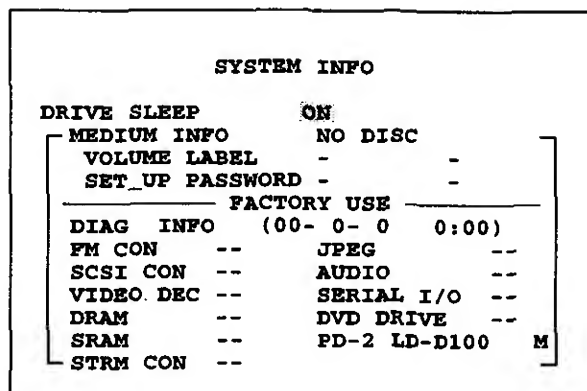 SYSTEM INFO
DRIVE SLEEP ON
MEDIUM INFO NO DISC
VOLUME LABEL - -
SET_UP PASSWORD - -
FACTORY USE
DIAG INFO (00- 0- 0 0:00)
FM CON -- JPEG --
SCSI CON -- AUDIO --
VIDEO DEC -- SERIAL I/O --
DRAM -- DVD DRIVE --
SRAM -- PD-2 LD-D100 M
STRM CON --